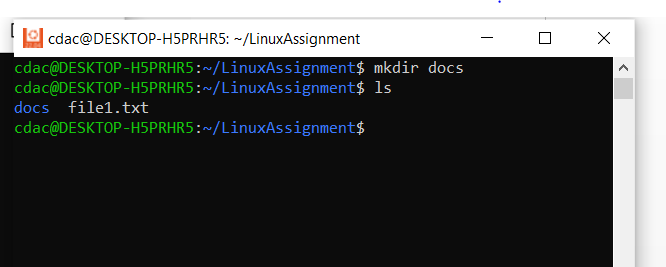 cdac@DESKTOP-H5PRHR5: ~/LinuxAssignment
cdac@DESKTOP-H5PRHR5:~/LinuxAssignment$ mkdir docs
cdac@DESKTOP-H5PRHR5:~/LinuxAssignment$ ls
docs  file1.txt
cdac@DESKTOP-H5PRHR5:~/LinuxAssignment$